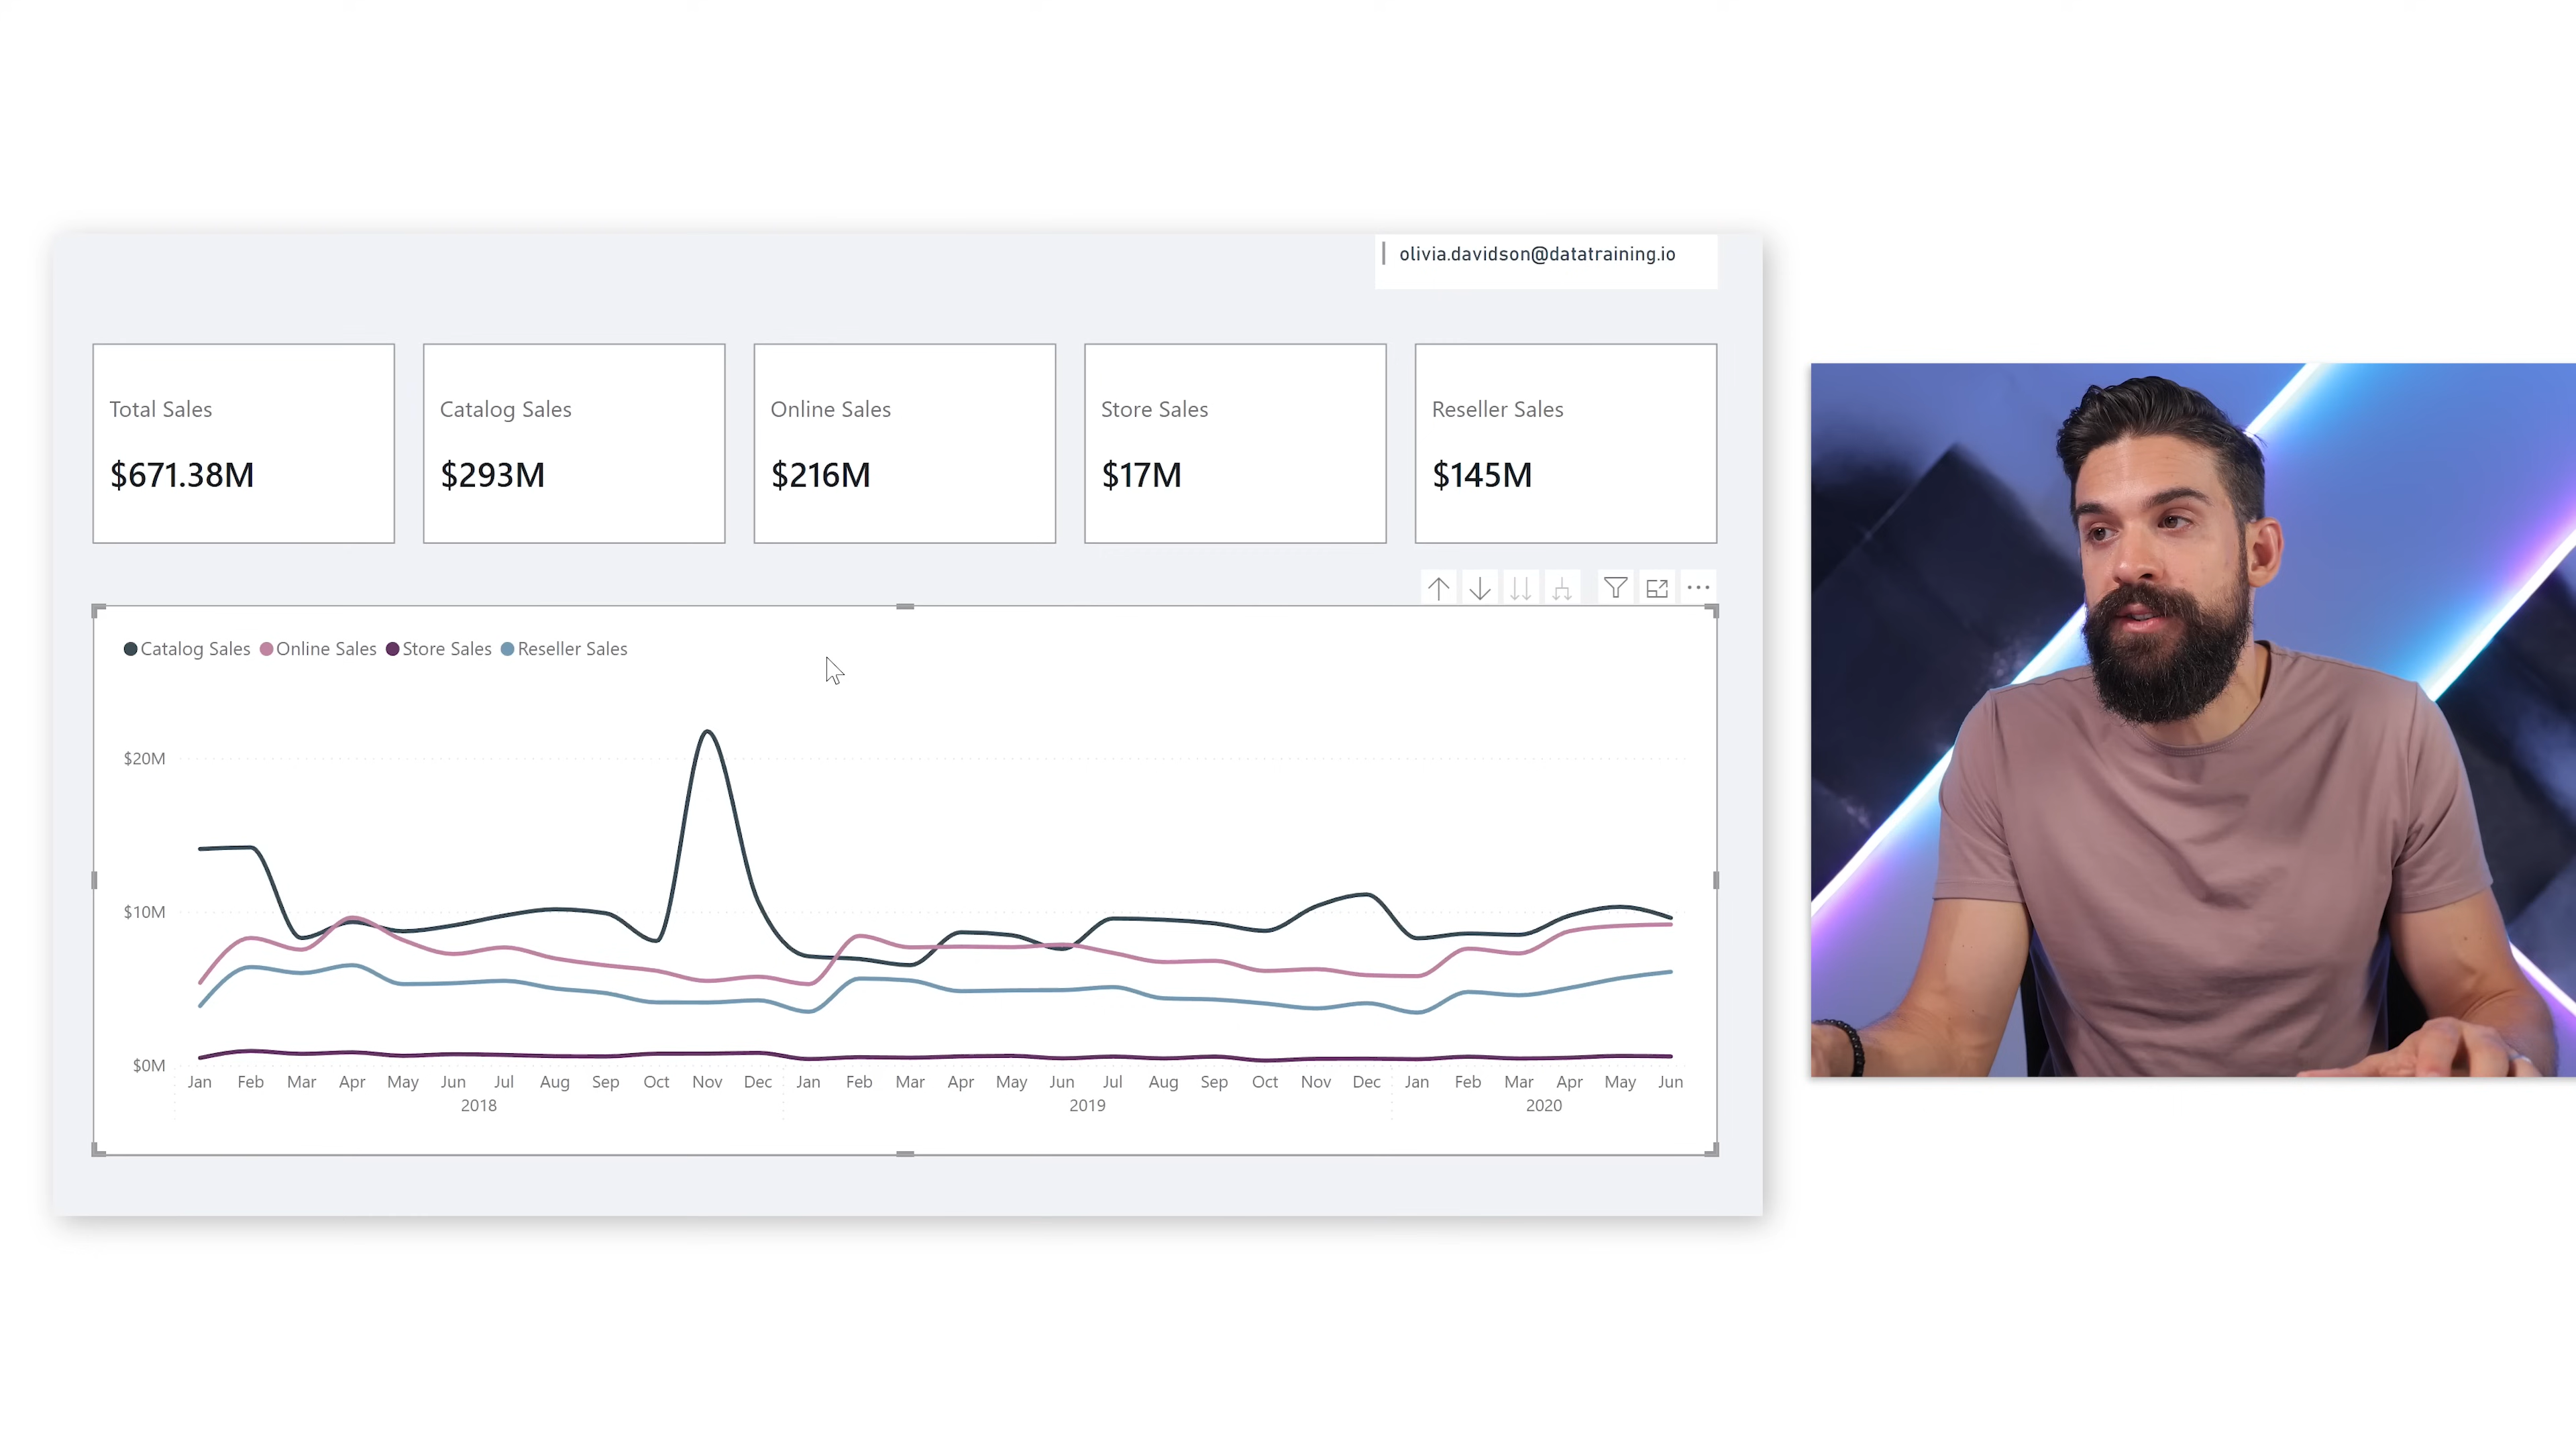 olivia.davidson@datatraining.io
Total Sales
$671.38M
Catalog Sales
$293M
Online Sales
$216M
Store Sales
$17M
Reseller Sales
$145M
Catalog Sales Online Sales Store Sales Reseller Sales
$20M
$10M
$0M
Jan Feb Mar Apr May Jun Jul Aug Sep Oct Nov Dec Jan Feb Mar Apr May Jun Jul Aug Sep Oct Nov Dec Jan Feb Mar Apr May Jun
2018 2019 2020